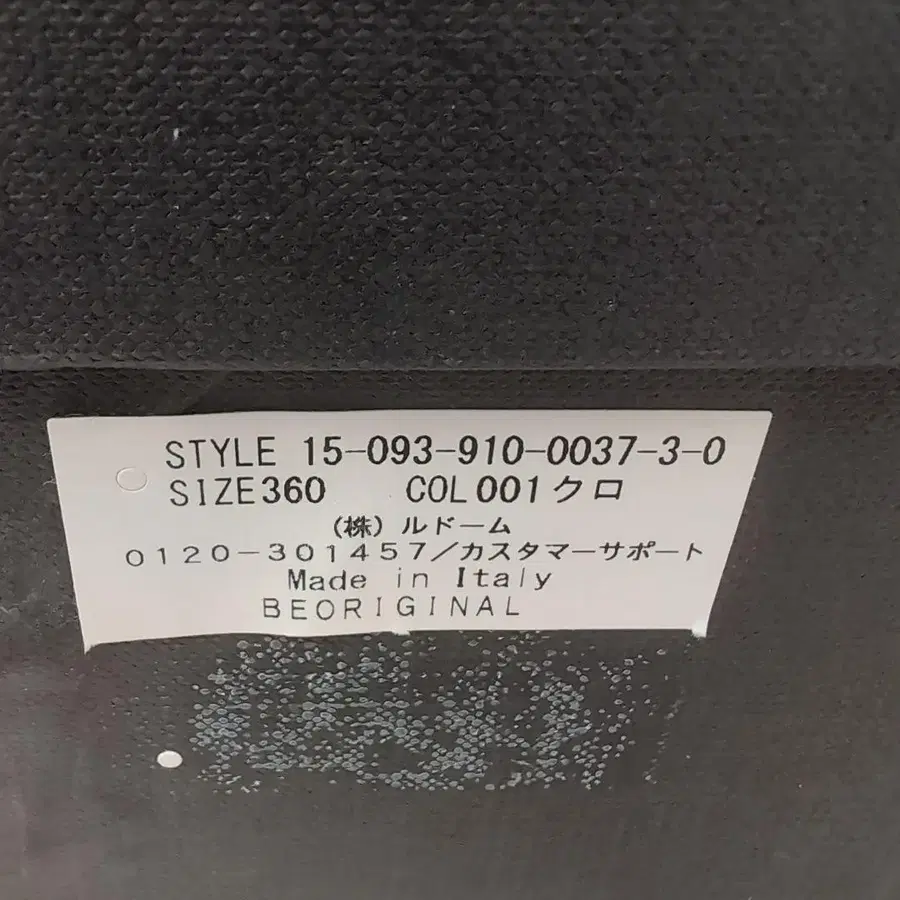 STYLE 15-093-910-0037-3-0
SIZE360 COL001クロ
（株）ルドーム
0120-301457/カスタマーサポート
Made in Italy
BEORIGINAL